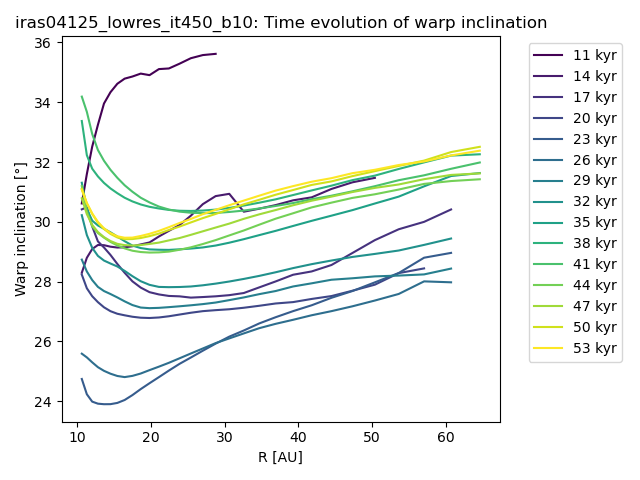 iras04125_lowres_it450_b10: Time evolution of warp inclination
36
34
32
30
28
26
24
Warp inclination [°]
10 20 30 40 50 60
R [AU]
11 kyr
14 kyr
17 kyr
20 kyr
23 kyr
26 kyr
29 kyr
32 kyr
35 kyr
38 kyr
41 kyr
44 kyr
47 kyr
50 kyr
53 kyr